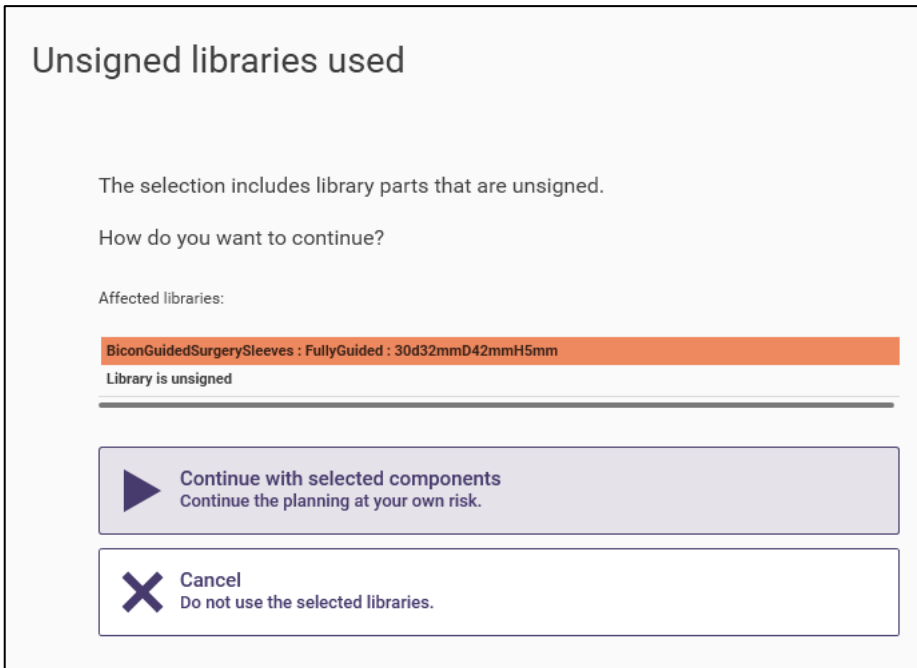 Unsigned libraries used
The selection includes library parts that are unsigned.
How do you want to continue?
Affected libraries:
BiconGuidedSurgerySleeves : FullyGuided : 30d32mmD42mmH5mm
Library is unsigned
Continue with selected components
Continue the planning at your own risk.
Cancel
Do not use the selected libraries.